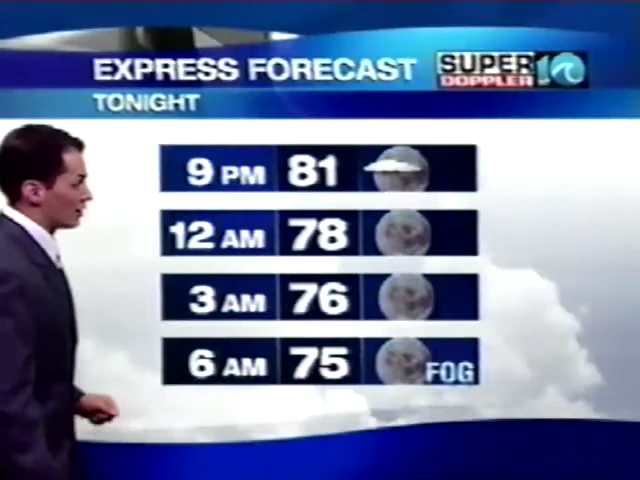 EXPRESS FORECAST
SUPER
DOPPLER 10
TONIGHT
9 PM 81
12 AM 78
3 AM 76
6 AM 75 FOG